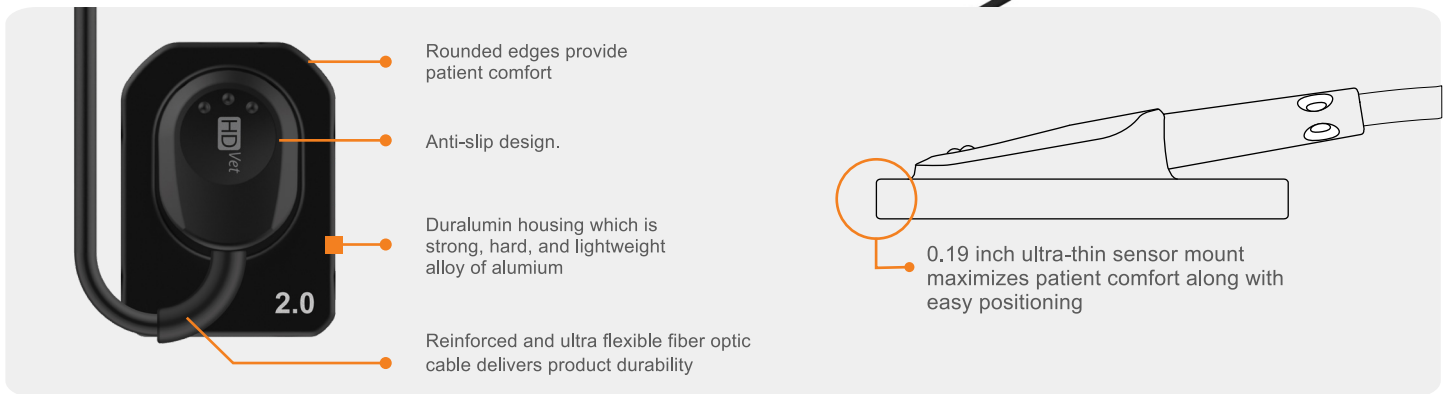 Rounded edges provide
patient comfort
Anti-slip design.
HD Vet
Duralumin housing which is
strong, hard, and lightweight
alloy of alumium
2.0
Reinforced and ultra flexible fiber optic
cable delivers product durability
0.19 inch ultra-thin sensor mount
maximizes patient comfort along with
easy positioning